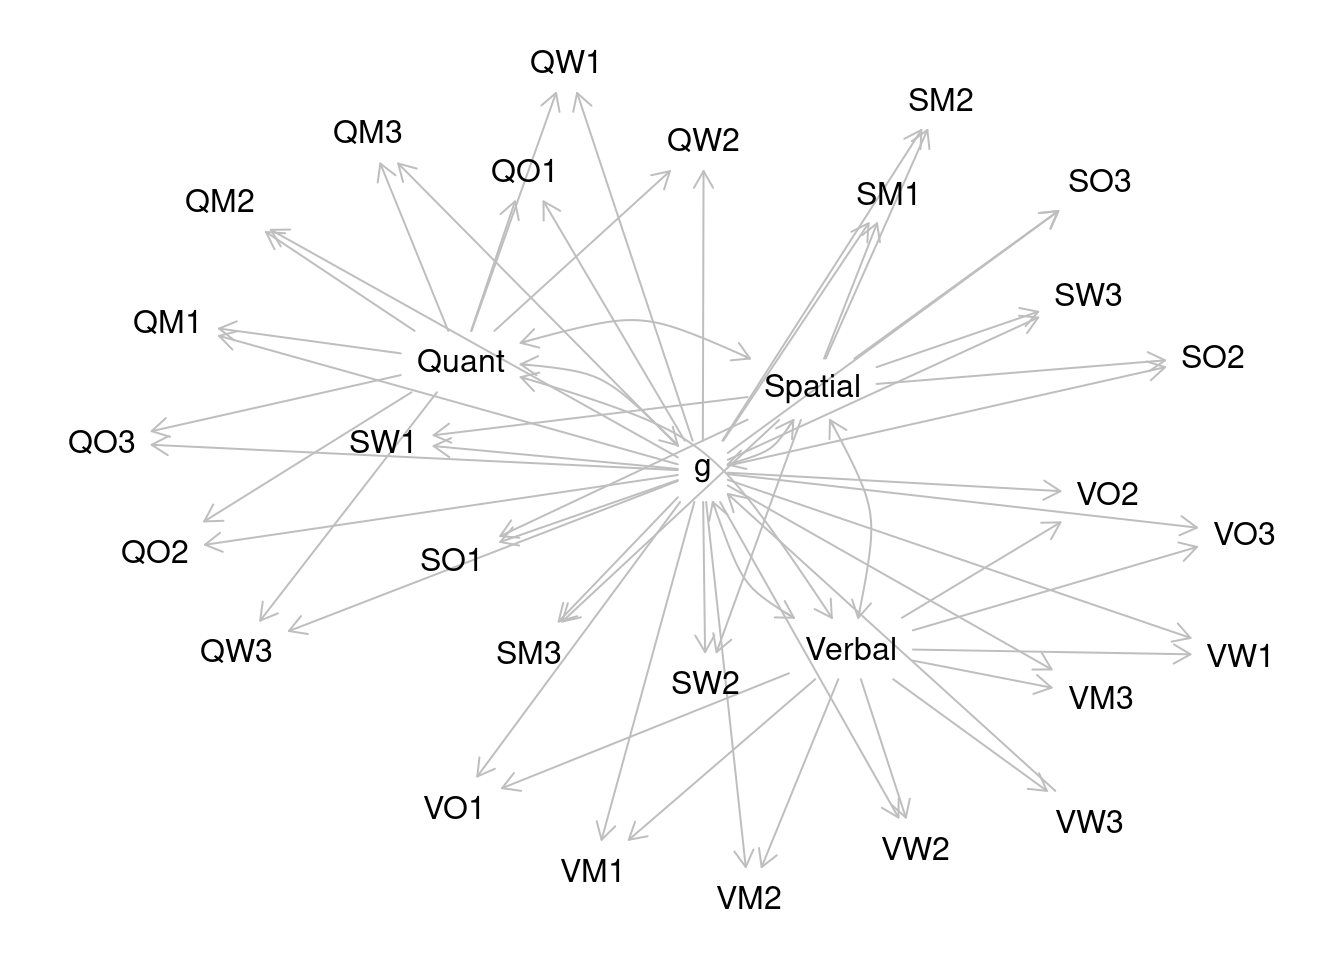 QW1
SM2
QM3
QW2
QO1
SO3
SM1
QM2
SW3
QM1
SO2
Quant
Spatial
QO3
SW1
g
VO2
VO3
QO2
SO1
Verbal
QW3
SM3
VW1
SW2
VM3
VO1
VW3
VW2
VM1
VM2